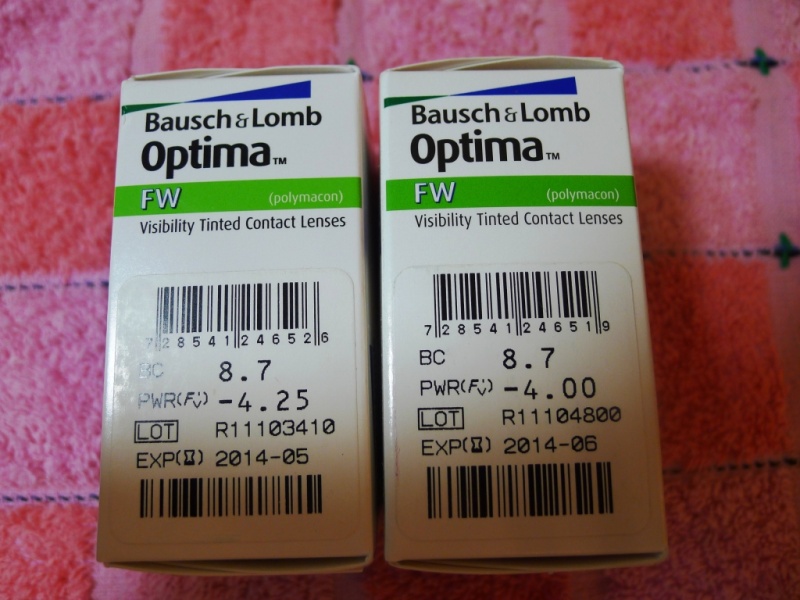 Bausch & Lomb
Optima™
FW (polymacon)
Visibility Tinted Contact Lenses
7 28541 24652 6
BC 8.7
PWR(Fv) -4.25
LOT R11103410
EXP 2014-05
Bausch & Lomb
Optima™
FW (polymacon)
Visibility Tinted Contact Lenses
7 28541 24651 9
BC 8.7
PWR(Fv) -4.00
LOT R11104800
EXP 2014-06